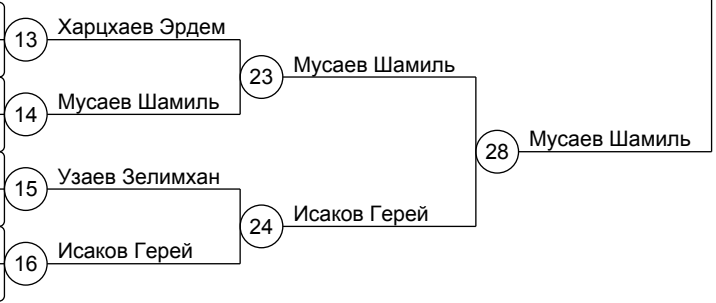 13 Харцхаев Эрдем
23 Мусаев Шамиль
14 Мусаев Шамиль
28 Мусаев Шамиль
15 Узаев Зелимхан
24 Исаков Герей
16 Исаков Герей